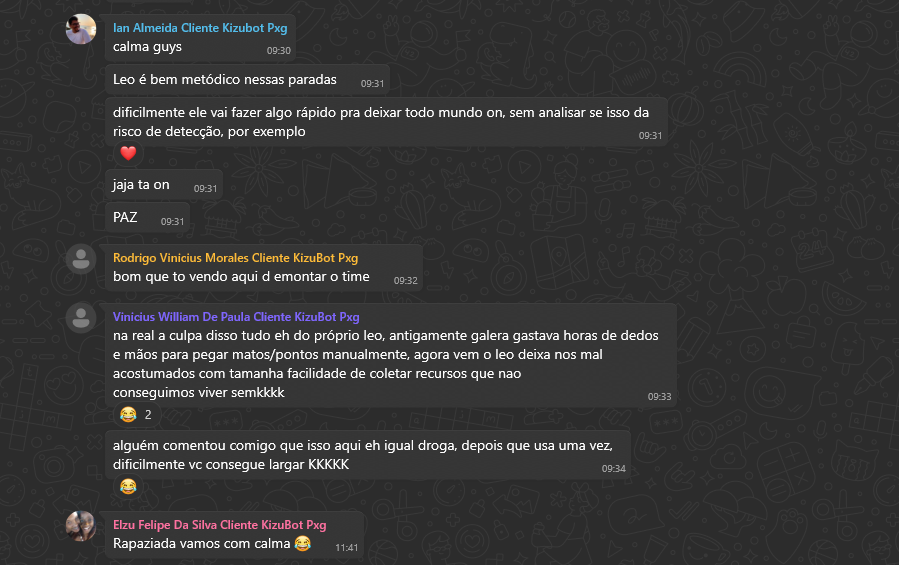 Ian Almeida Cliente Kizubot Pxg
calma guys
09:30
Leo é bem metódico nessas paradas
09:31
dificilmente ele vai fazer algo rápido pra deixar todo mundo on, sem analisar se isso da
risco de detecção, por exemplo
09:31
jaja ta on
09:31
PAZ
09:31
Rodrigo Vinicius Morales Cliente KizuBot Pxg
bom que to vendo aqui d emontar o time
09:32
Vinícius William De Paula Cliente KizuBot Pxg
na real a culpa disso tudo eh do próprio leo, antigamente galera gastava horas de dedos
e mãos para pegar matos/pontos manualmente, agora vem o leo deixa nos mal
acostumados com tamanha facilidade de coletar recursos que nao
conseguimos viver semkkkk
09:33
2
alguém comentou comigo que isso aqui eh igual droga, depois que usa uma vez,
dificilmente vc consegue largar KKKKK
09:34
Elzu Felipe Da Silva Cliente KizuBot Pxg
Rapaziada vamos com calma 😂
11:41